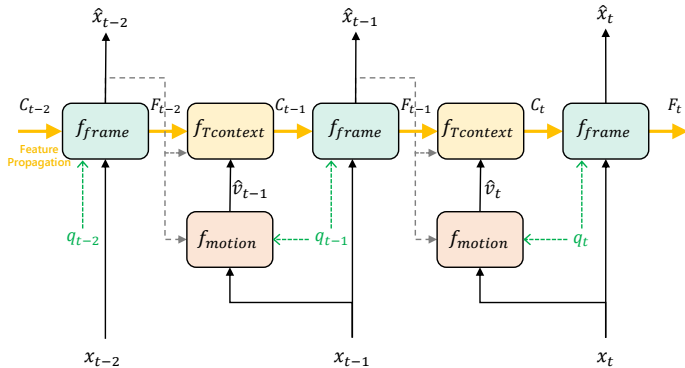 x̂_{t−2} x̂_{t−1} x̂_t
C_{t−2} F_{t−2} C_{t−1} F_{t−1} C_t F_t
f_{frame} f_{Tcontext} f_{frame} f_{Tcontext} f_{frame}
Feature
Propagation
v̂_{t−1} v̂_t
q_{t−2} f_{motion} q_{t−1} f_{motion} q_t
x_{t−2} x_{t−1} x_t